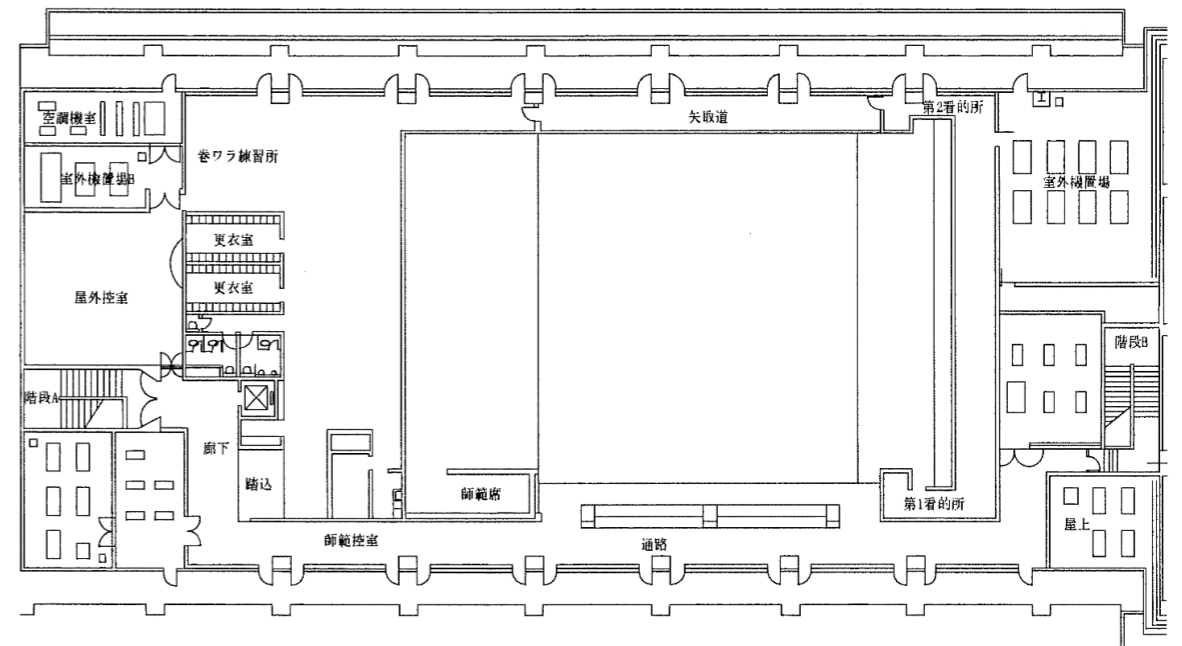 第2看的所
矢取道
空調機室
巻ワラ練習所
室外機置場B
室外機置場
更衣室
更衣室
屋外控室
階段B
階段A
廊下
踏込
師範席
第1看的所
屋上
師範控室
通路